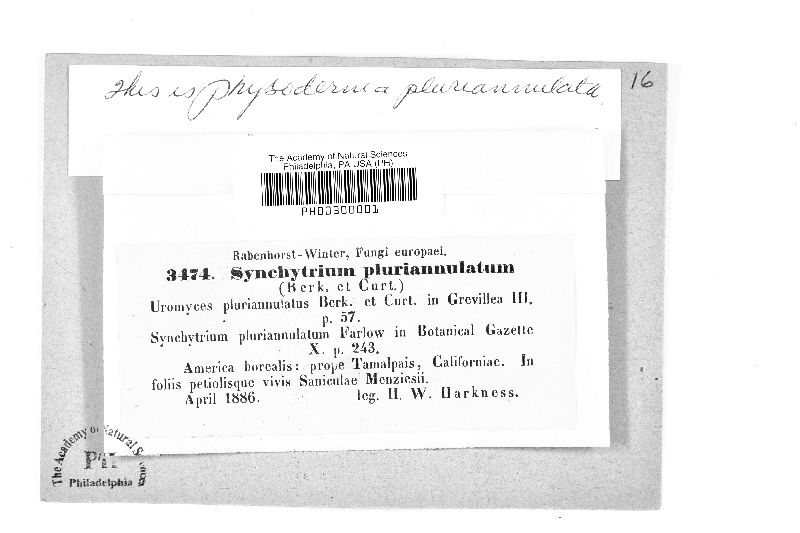 16
This is physoderma pluriannulata.
The Academy of Natural Sciences
Philadelphia, PA USA (PH)
PH00300001
Rabenhorst-Winter, Fungi europaei.
3474. Synchytrium pluriannulatum
(Berk. et Curt.)
Uromyces pluriannulatus Berk. et Curt. in Grevillea III,
p. 57.
Synchytrium pluriannulatum Farlow in Botanical Gazette
X. p. 243.
America borealis: prope Tamalpais, Californiae. In
foliis petiolisque vivis Saniculae Menziesii.
April 1886. leg. H. W. Harkness.
The Academy of Natural
PH
Philadelphia